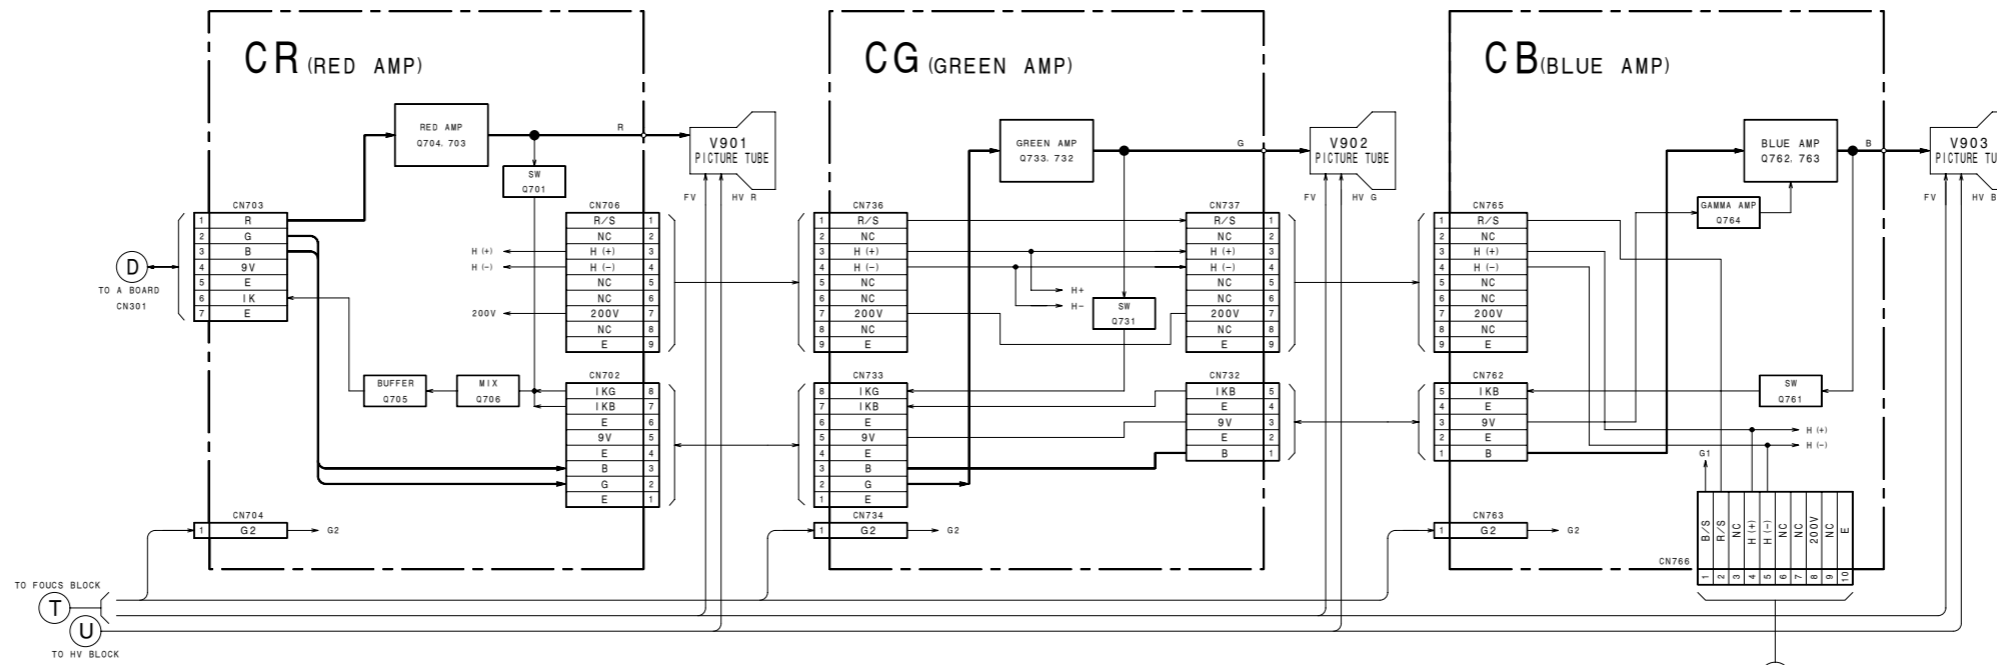 CR (RED AMP)
RED AMP
Q704. 703
R
V901
PICTURE TUBE
SW
Q701
FV
HV R
CN703
1 R
2 G
3 B
4 9V
5 E
6 IK
7 E
D
TO A BOARD
CN301
CN706
R/S 1
NC 2
H (+) 3
H (-) 4
NC 5
NC 6
200V 7
NC 8
E 9
H (+)
H (-)
200V
BUFFER
Q705
MIX
Q706
CN702
IKG 8
IKB 7
E 6
9V 5
E 4
B 3
G 2
E 1
CN704
1 G2
G2
CG (GREEN AMP)
GREEN AMP
Q733. 732
G
V902
PICTURE TUBE
FV
HV G
CN736
1 R/S
2 NC
3 H (+)
4 H (-)
5 NC
6 NC
7 200V
8 NC
9 E
H+
H-
SW
Q731
CN737
R/S 1
NC 2
H (+) 3
H (-) 4
NC 5
NC 6
200V 7
NC 8
E 9
CN733
8 IKG
7 IKB
6 E
5 9V
4 E
3 B
2 G
1 E
CN732
IKB 5
E 4
9V 3
E 2
B 1
CN734
1 G2
G2
CB (BLUE AMP)
BLUE AMP
Q762. 763
B
V903
PICTURE TU
GAMMA AMP
Q764
FV
HV B
CN765
1 R/S
2 NC
3 H (+)
4 H (-)
5 NC
6 NC
7 200V
8 NC
9 E
CN762
5 IKB
4 E
3 9V
2 E
1 B
SW
Q761
H (+)
H (-)
G1
CN763
1 G2
G2
CN766
1 B/S
2 R/S
3 NC
4 H (+)
5 H (-)
6 NC
7 NC
8 200V
9 NC
10 E
TO FOUCS BLOCK
T
U
TO HV BLOCK